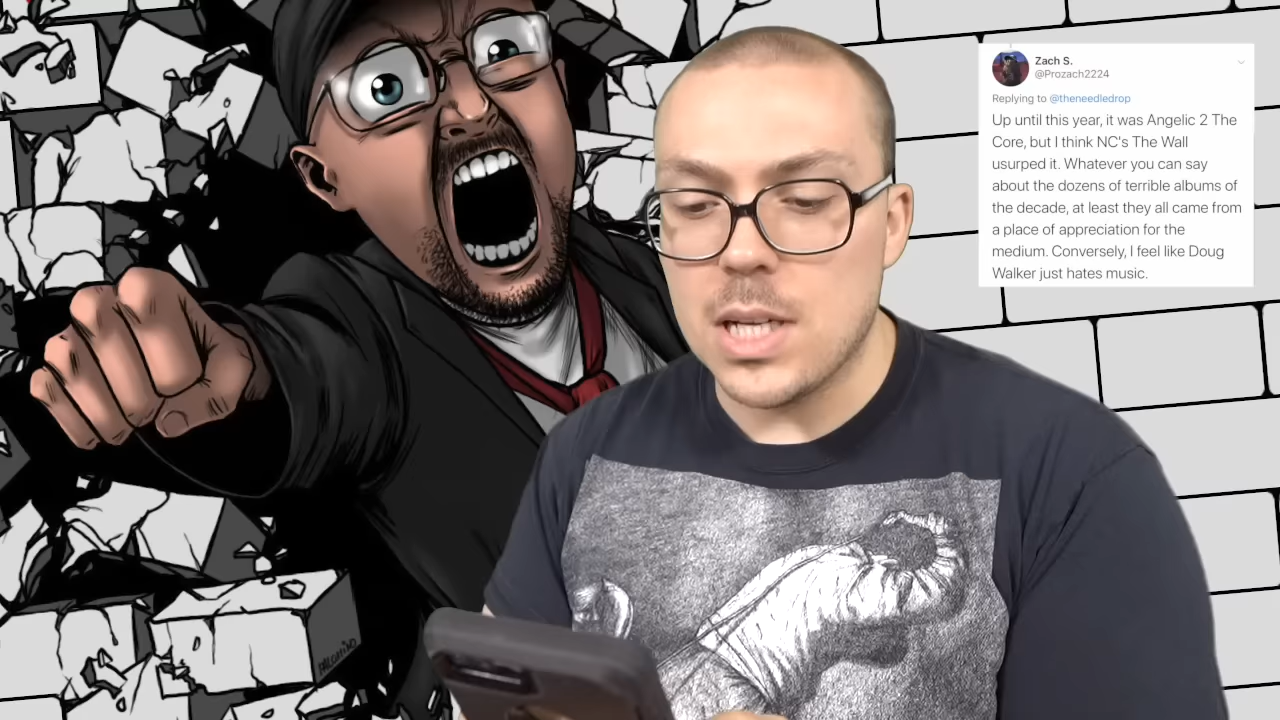 Zach S.
@Prozach2224
Replying to @theneedledrop
Up until this year, it was Angelic 2 The
Core, but I think NC's The Wall
usurped it. Whatever you can say
about the dozens of terrible albums of
the decade, at least they all came from
a place of appreciation for the
medium. Conversely, I feel like Doug
Walker just hates music.
PALOMINO